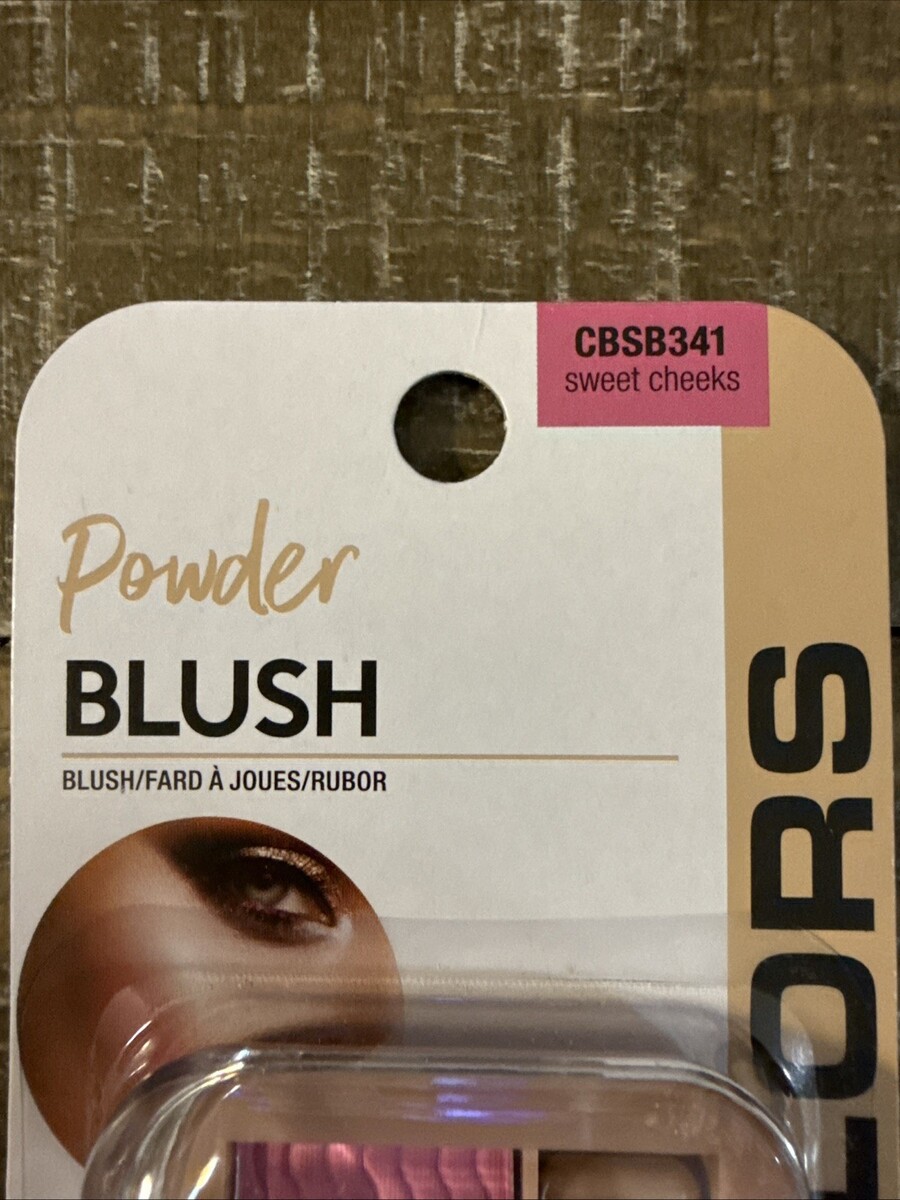 CBSB341
sweet cheeks
Powder
BLUSH
BLUSH/FARD À JOUES/RUBOR
LORS